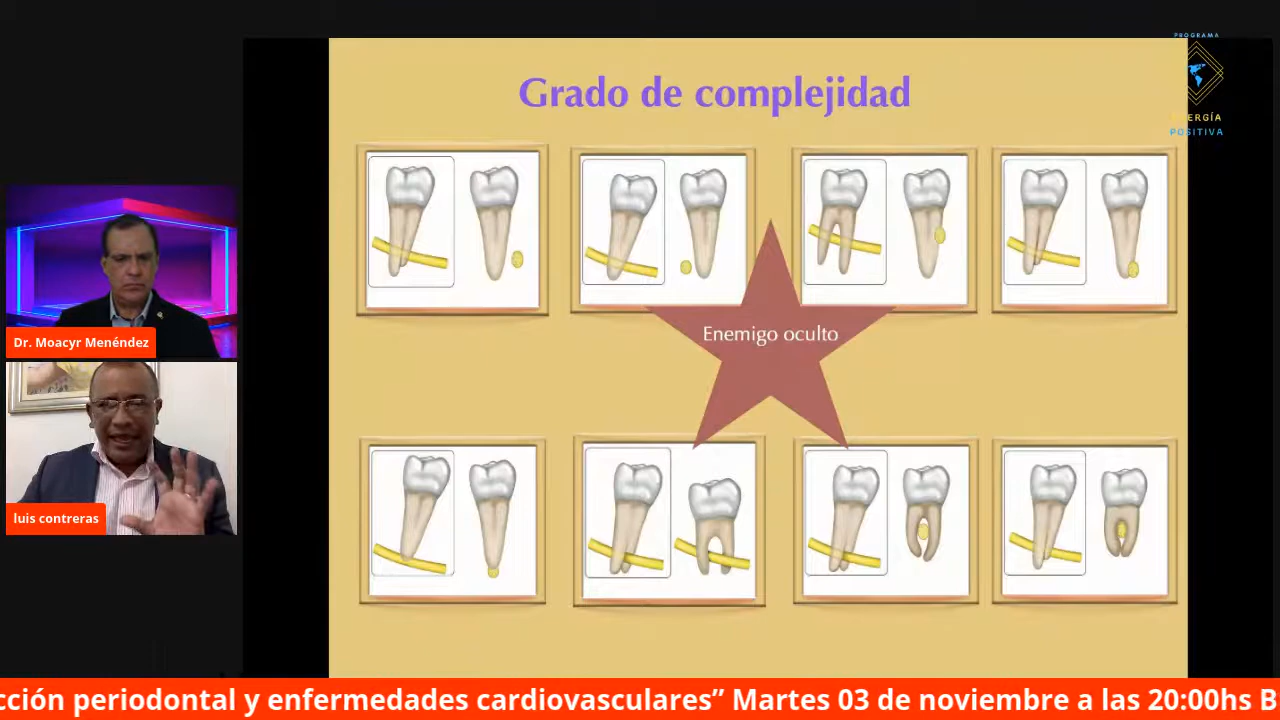 PROGRAMA
ENERGÍA
POSITIVA
Grado de complejidad
Enemigo oculto
Dr. Moacyr Menéndez
luis contreras
cción periodontal y enfermedades cardiovasculares” Martes 03 de noviembre a las 20:00hs B